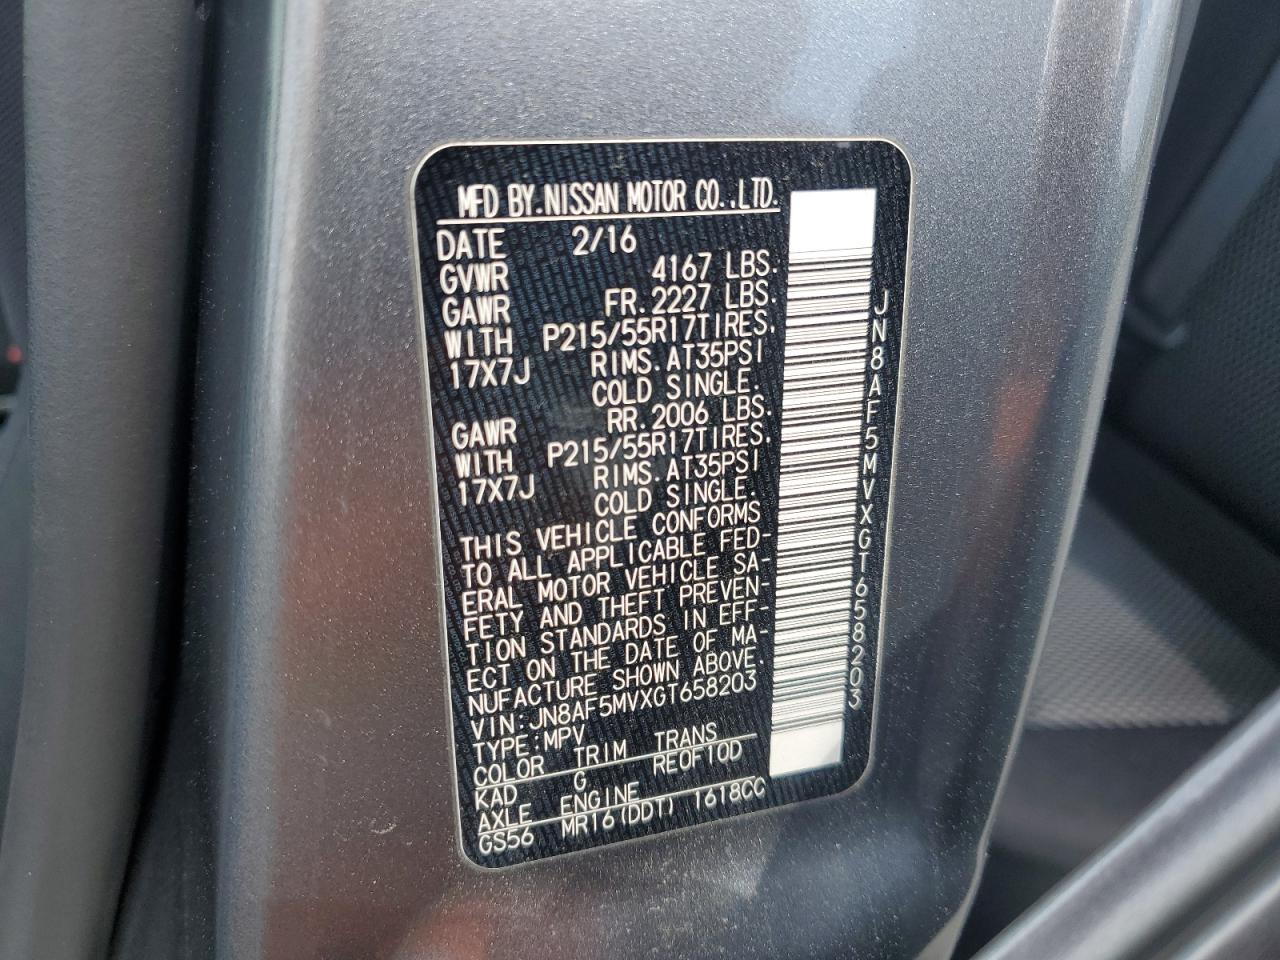 MFD BY.NISSAN MOTOR CO.,LTD.
DATE 2/16
GVWR 4167 LBS.
GAWR FR.2227 LBS.
WITH P215/55R17TIRES.
17X7J RIMS.AT35PSI
COLD SINGLE.
GAWR RR.2006 LBS.
WITH P215/55R17TIRES.
17X7J RIMS.AT35PSI
COLD SINGLE.
THIS VEHICLE CONFORMS
TO ALL APPLICABLE FED-
ERAL MOTOR VEHICLE SA-
FETY AND THEFT PREVEN-
TION STANDARDS IN EFF-
ECT ON THE DATE OF MA-
NUFACTURE SHOWN ABOVE.
VIN:JN8AF5MVXGT658203
TYPE:MPV
COLOR TRIM TRANS
KAD G RE0F10D
AXLE ENGINE
GS56 MR16(DDT) 1618CC
JN8AF5MVXGT658203